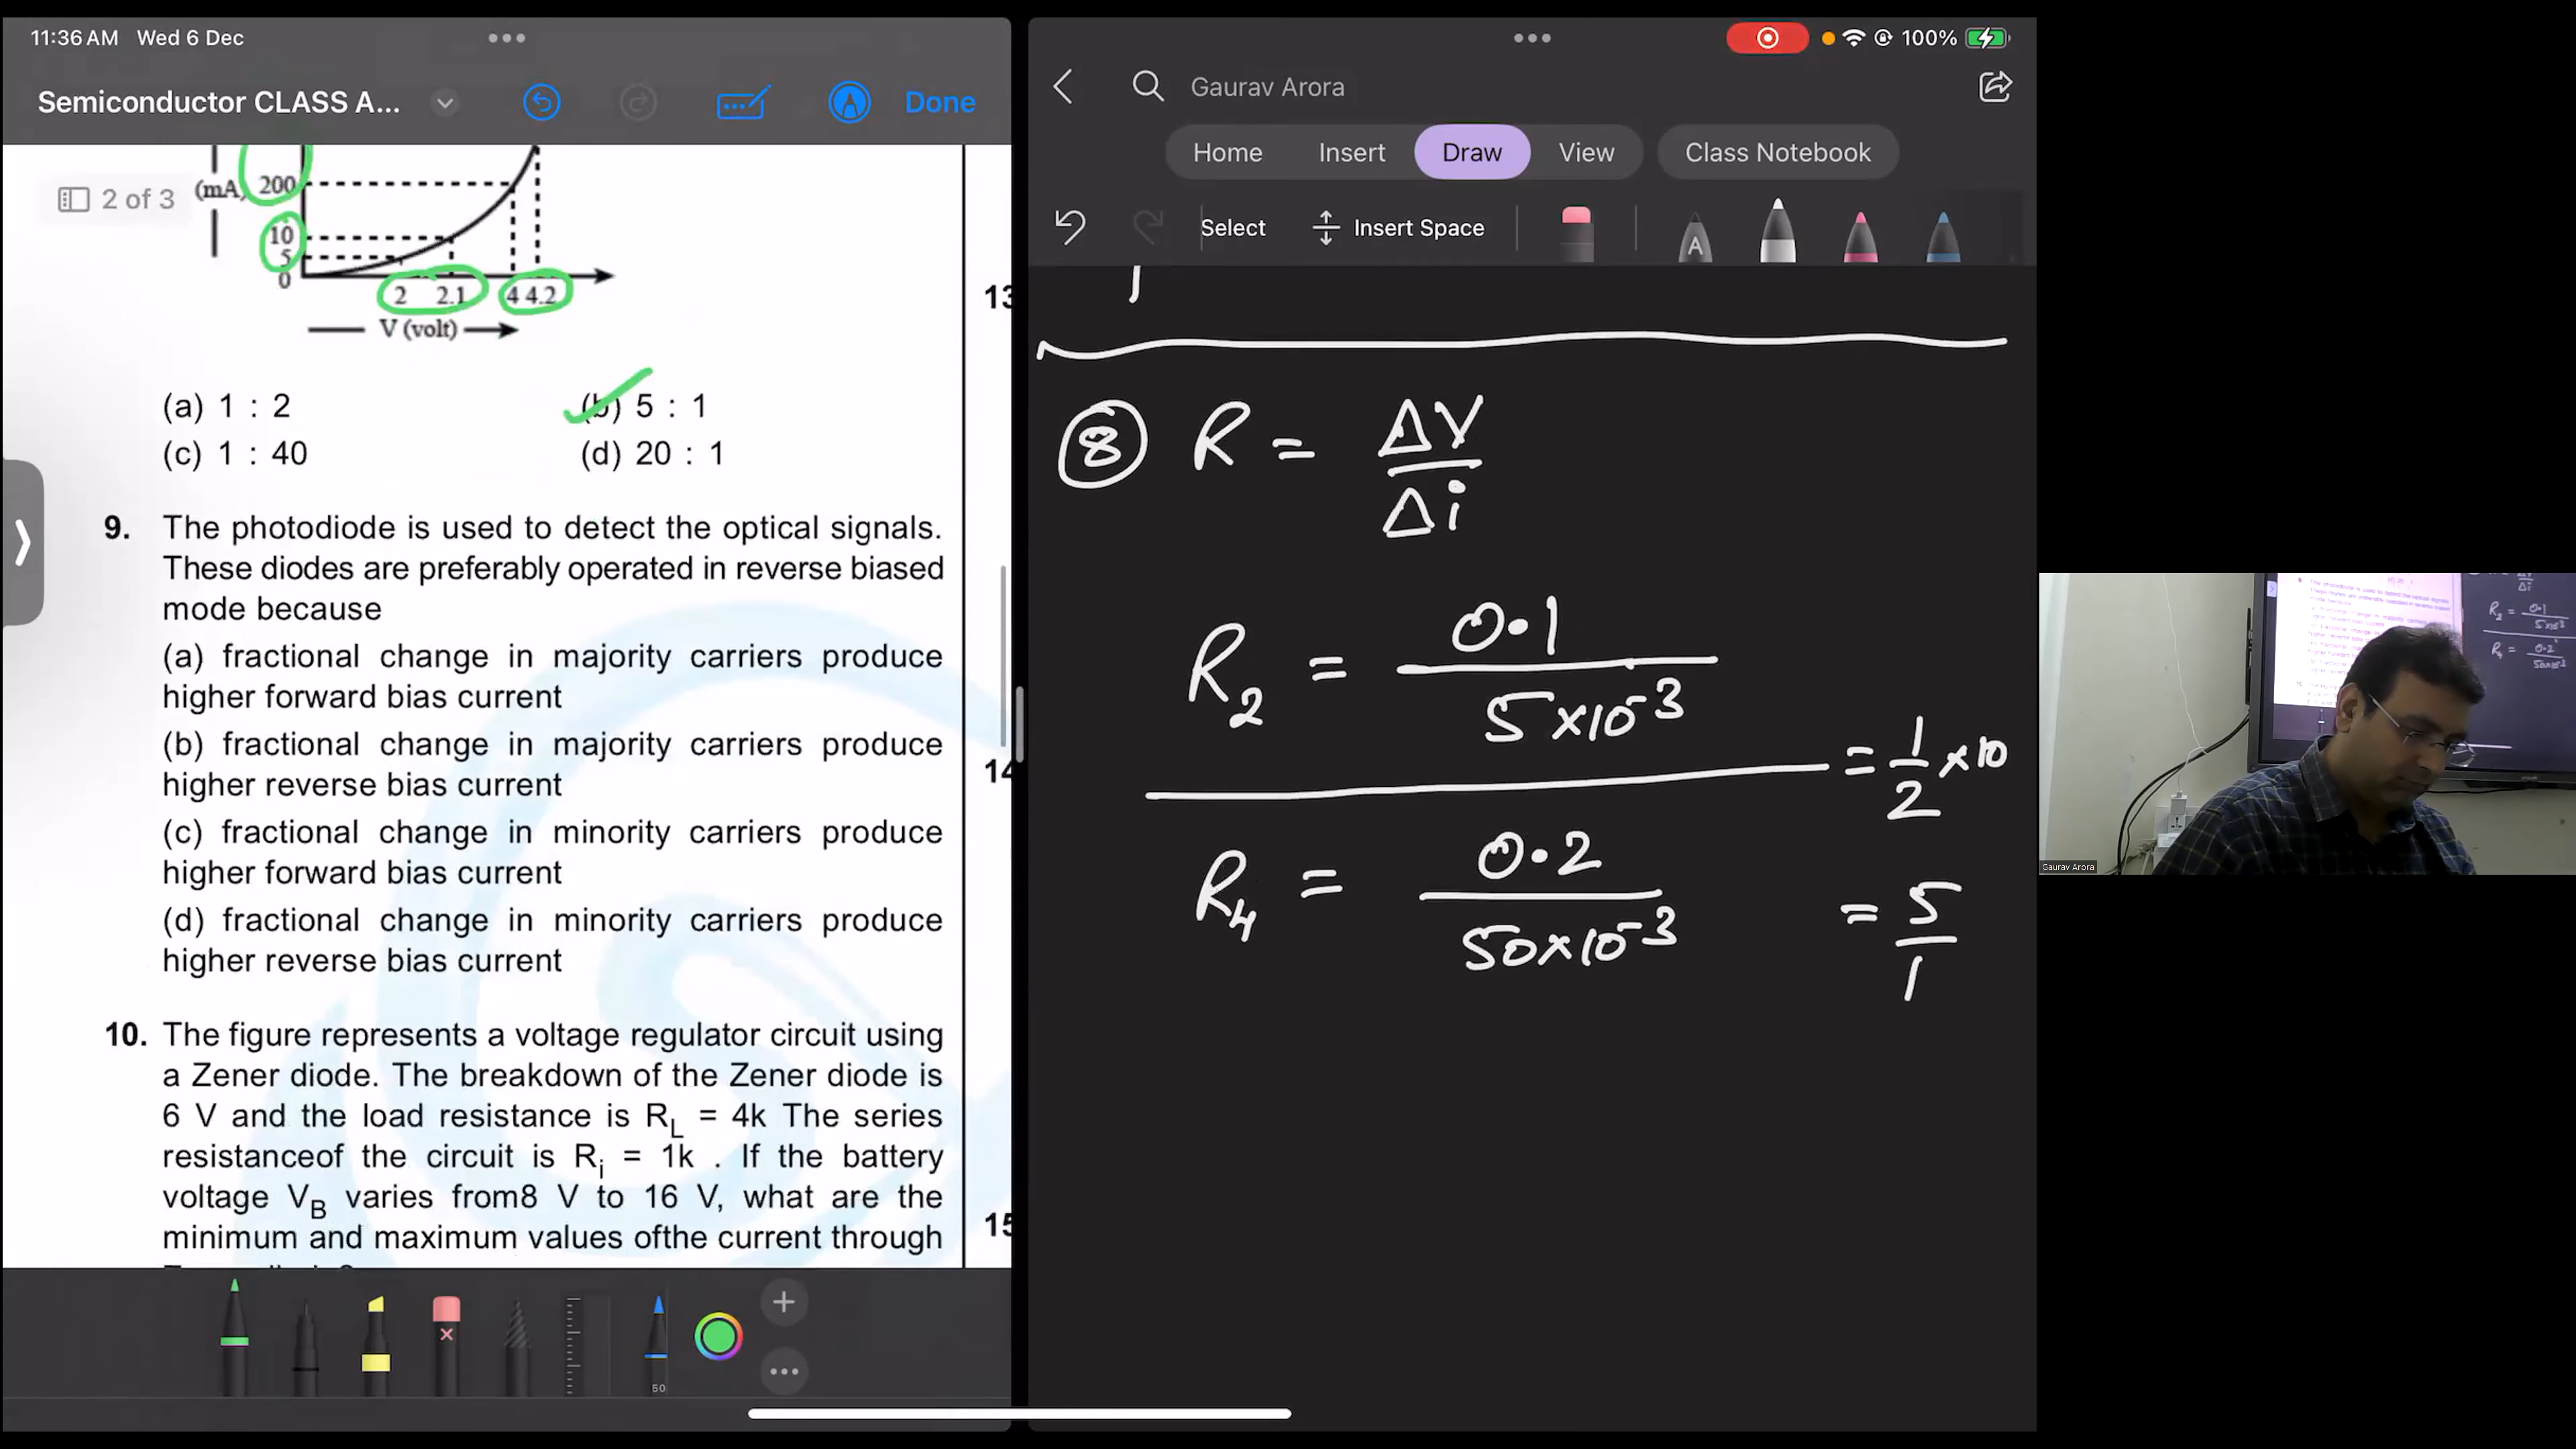 11:36 AM Wed 6 Dec
100%
Semiconductor CLASS A...
Done
Gaurav Arora
Home
Insert
Draw
View
Class Notebook
Select
Insert Space
A
2 of 3
(mA)
200
10
5
0
2
2.1
4 4.2
V (volt)
(a) 1 : 2
(b) 5 : 1
(c) 1 : 40
(d) 20 : 1
9. The photodiode is used to detect the optical signals.
These diodes are preferably operated in reverse biased
mode because
(a) fractional change in majority carriers produce
higher forward bias current
(b) fractional change in majority carriers produce
higher reverse bias current
(c) fractional change in minority carriers produce
higher forward bias current
(d) fractional change in minority carriers produce
higher reverse bias current
10. The figure represents a voltage regulator circuit using
a Zener diode. The breakdown of the Zener diode is
6 V and the load resistance is R_L = 4k The series
resistanceof the circuit is R_i = 1k . If the battery
voltage V_B varies from8 V to 16 V, what are the
minimum and maximum values ofthe current through
13
14
15
50
⑧ R = ΔV
Δi
R₂ = 0.1
5×10⁻³
= 1/2 ×10
R₄ = 0.2
50×10⁻³
= 5/1
Gaurav Arora